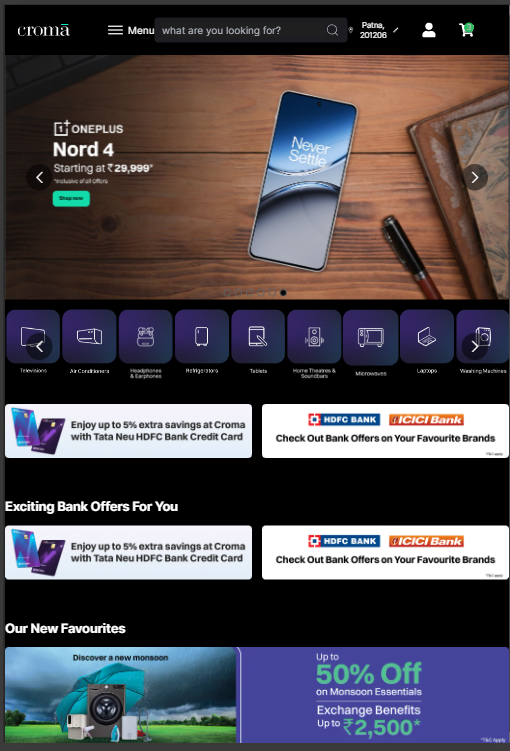 cromā
Menu
what are you looking for?
Patna,
201206
ONEPLUS
Nord 4
Starting at ₹29,999*
*Inclusive of all Offers
Shop now
Never
Settle
Televisions
Air Conditioners
Headphones
& Earphones
Refrigerators
Tablets
Home Theatres &
Soundbars
Microwaves
Laptops
Washing Machines
Enjoy up to 5% extra savings at Croma
with Tata Neu HDFC Bank Credit Card
HDFC BANK
ICICI Bank
Check Out Bank Offers on Your Favourite Brands
*T&C apply
Exciting Bank Offers For You
Enjoy up to 5% extra savings at Croma
with Tata Neu HDFC Bank Credit Card
HDFC BANK
ICICI Bank
Check Out Bank Offers on Your Favourite Brands
*T&C apply
Our New Favourites
Discover a new monsoon
Up to
50% Off
on Monsoon Essentials
Exchange Benefits
Up to ₹2,500*
*T&C Apply